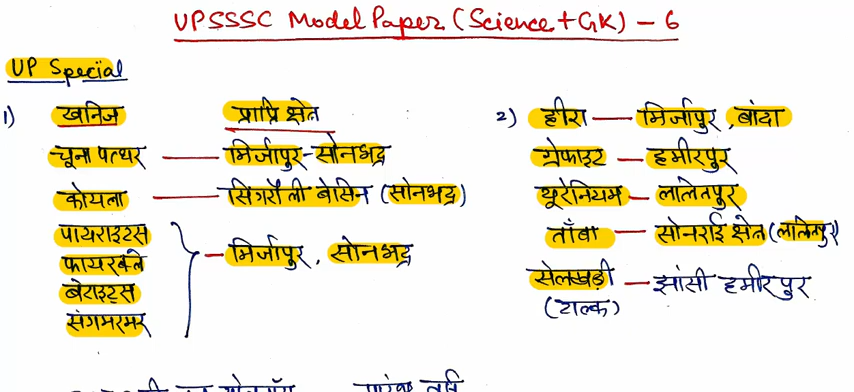 UPSSSC Model Paper (Science + GK) - 6
UP Special
1) खनिज प्राप्ति क्षेत्र
चूना पत्थर — मिर्जापुर - सोनभद्र
कोयला — सिंगरौली बेसिन (सोनभद्र)
पायराइट्स
फायरक्ले
बेराइट्स
संगमरमर
— मिर्जापुर, सोनभद्र
2) हीरा — मिर्जापुर, बांदा
ग्रेफाइट — हमीरपुर
यूरेनियम — ललितपुर
ताँबा — सोनराई क्षेत्र (ललितपुर)
सेलखड़ी — झांसी हमीरपुर
(टाल्क)